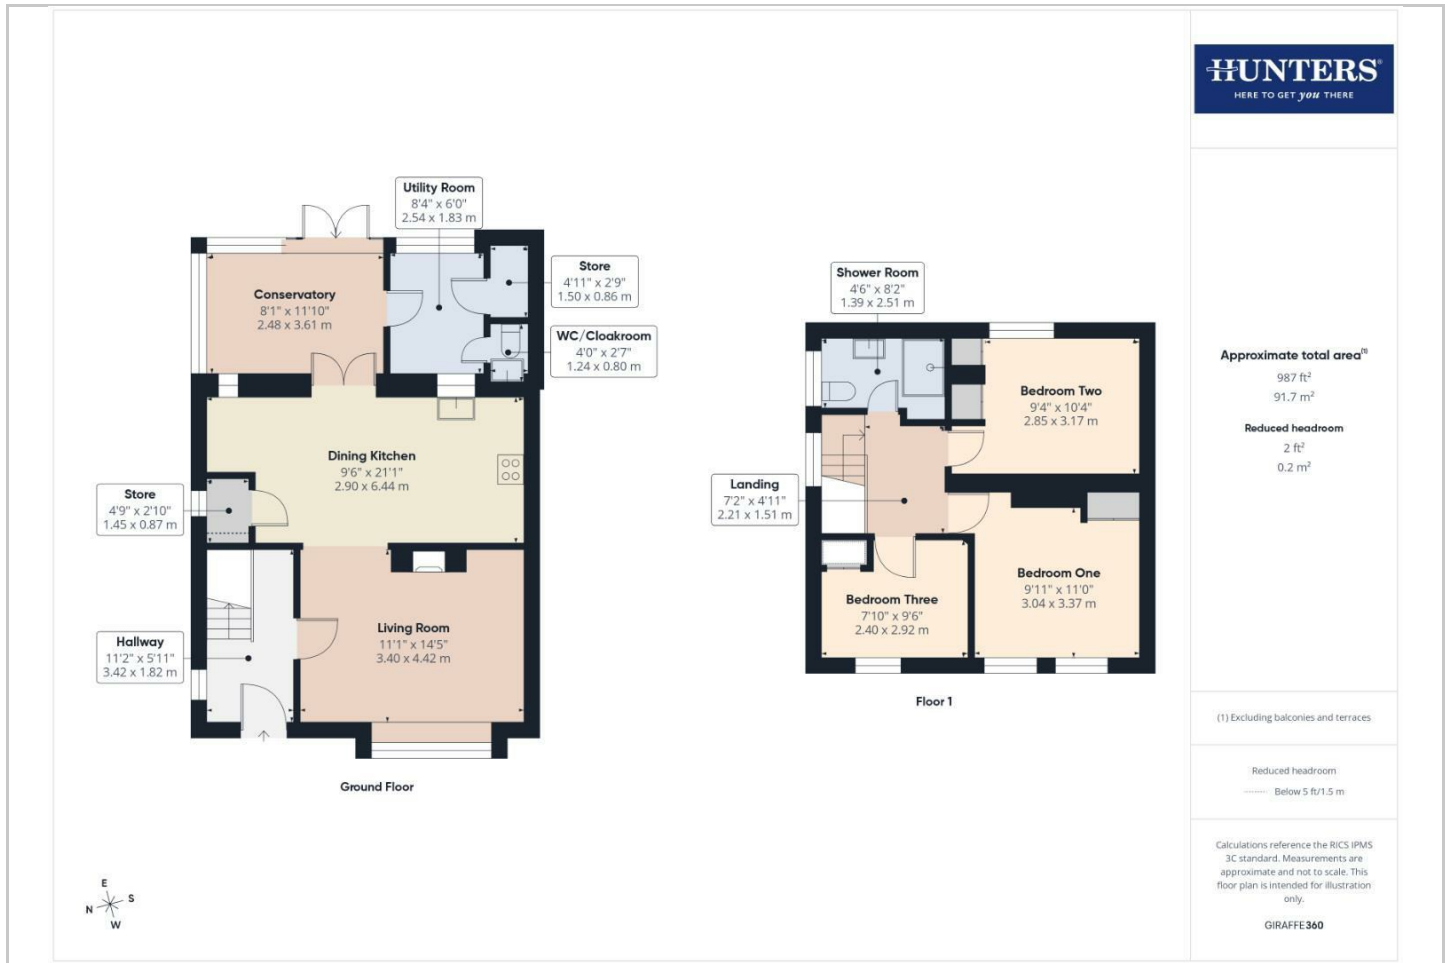 HUNTERS®
HERE TO GET you THERE
Utility Room
8'4" x 6'0"
2.54 x 1.83 m
Store
4'11" x 2'9"
1.50 x 0.86 m
Conservatory
8'1" x 11'10"
2.48 x 3.61 m
WC/Cloakroom
4'0" x 2'7"
1.24 x 0.80 m
Dining Kitchen
9'6" x 21'1"
2.90 x 6.44 m
Store
4'9" x 2'10"
1.45 x 0.87 m
Hallway
11'2" x 5'11"
3.42 x 1.82 m
Living Room
11'1" x 14'5"
3.40 x 4.42 m
Ground Floor
Shower Room
4'6" x 8'2"
1.39 x 2.51 m
Bedroom Two
9'4" x 10'4"
2.85 x 3.17 m
Landing
7'2" x 4'11"
2.21 x 1.51 m
Bedroom One
9'11" x 11'0"
3.04 x 3.37 m
Bedroom Three
7'10" x 9'6"
2.40 x 2.92 m
Floor 1
E
N
S
W
Approximate total area(1)
987 ft²
91.7 m²
Reduced headroom
2 ft²
0.2 m²
(1) Excluding balconies and terraces
Reduced headroom
Below 5 ft/1.5 m
Calculations reference the RICS IPMS
3C standard. Measurements are
approximate and not to scale. This
floor plan is intended for illustration
only.
GIRAFFE360